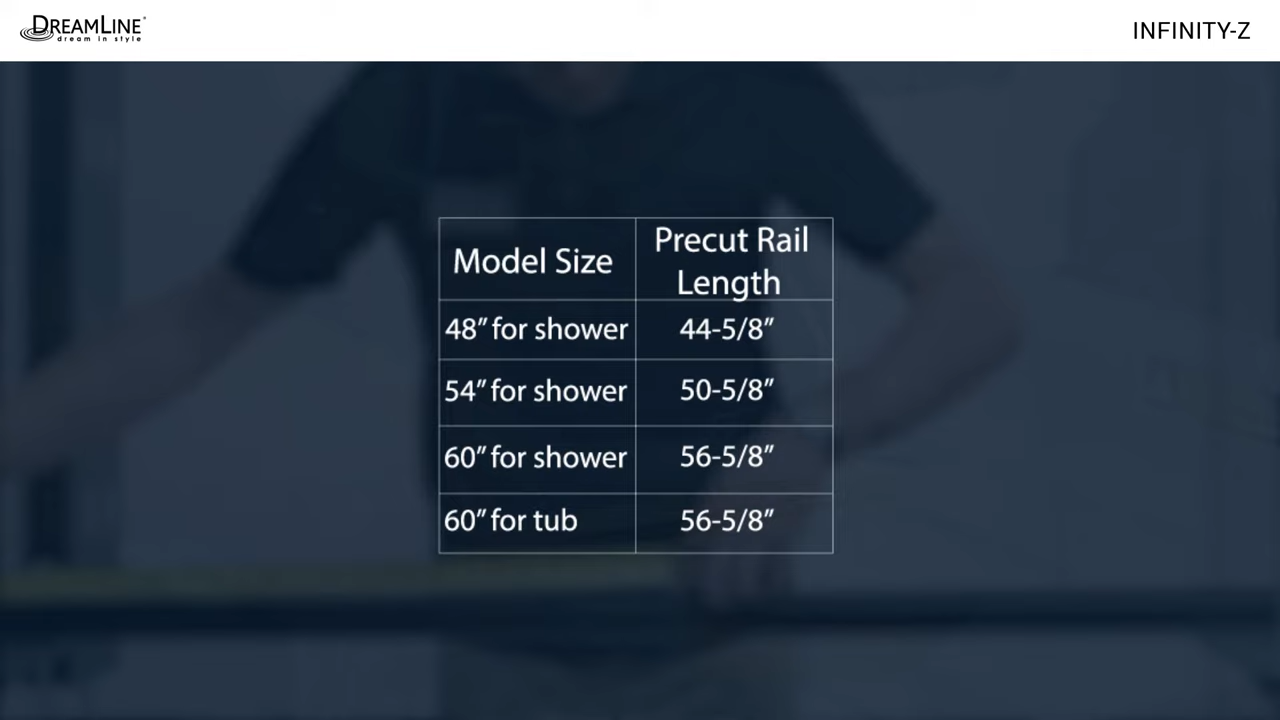 DREAMLINE®
dream in style
INFINITY-Z
Model Size
Precut Rail
Length
48” for shower
44-5/8”
54” for shower
50-5/8”
60” for shower
56-5/8”
60” for tub
56-5/8”